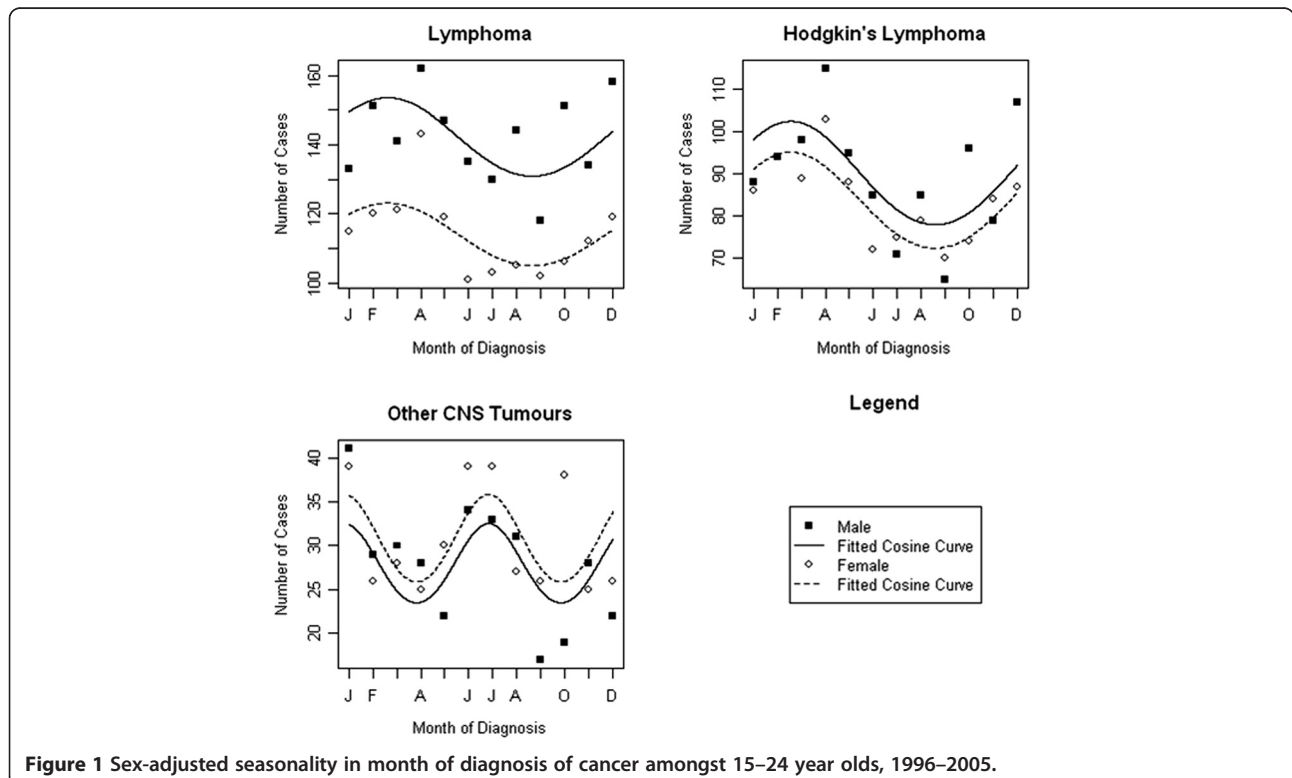 Lymphoma
Number of Cases
160
140
120
100
J F A J J A O D
Month of Diagnosis
Hodgkin's Lymphoma
Number of Cases
110
100
90
80
70
J F A J J A O D
Month of Diagnosis
Other CNS Tumours
Number of Cases
40
35
30
25
20
J F A J J A O D
Month of Diagnosis
Legend
Male
Fitted Cosine Curve
Female
Fitted Cosine Curve
Figure 1 Sex-adjusted seasonality in month of diagnosis of cancer amongst 15–24 year olds, 1996–2005.